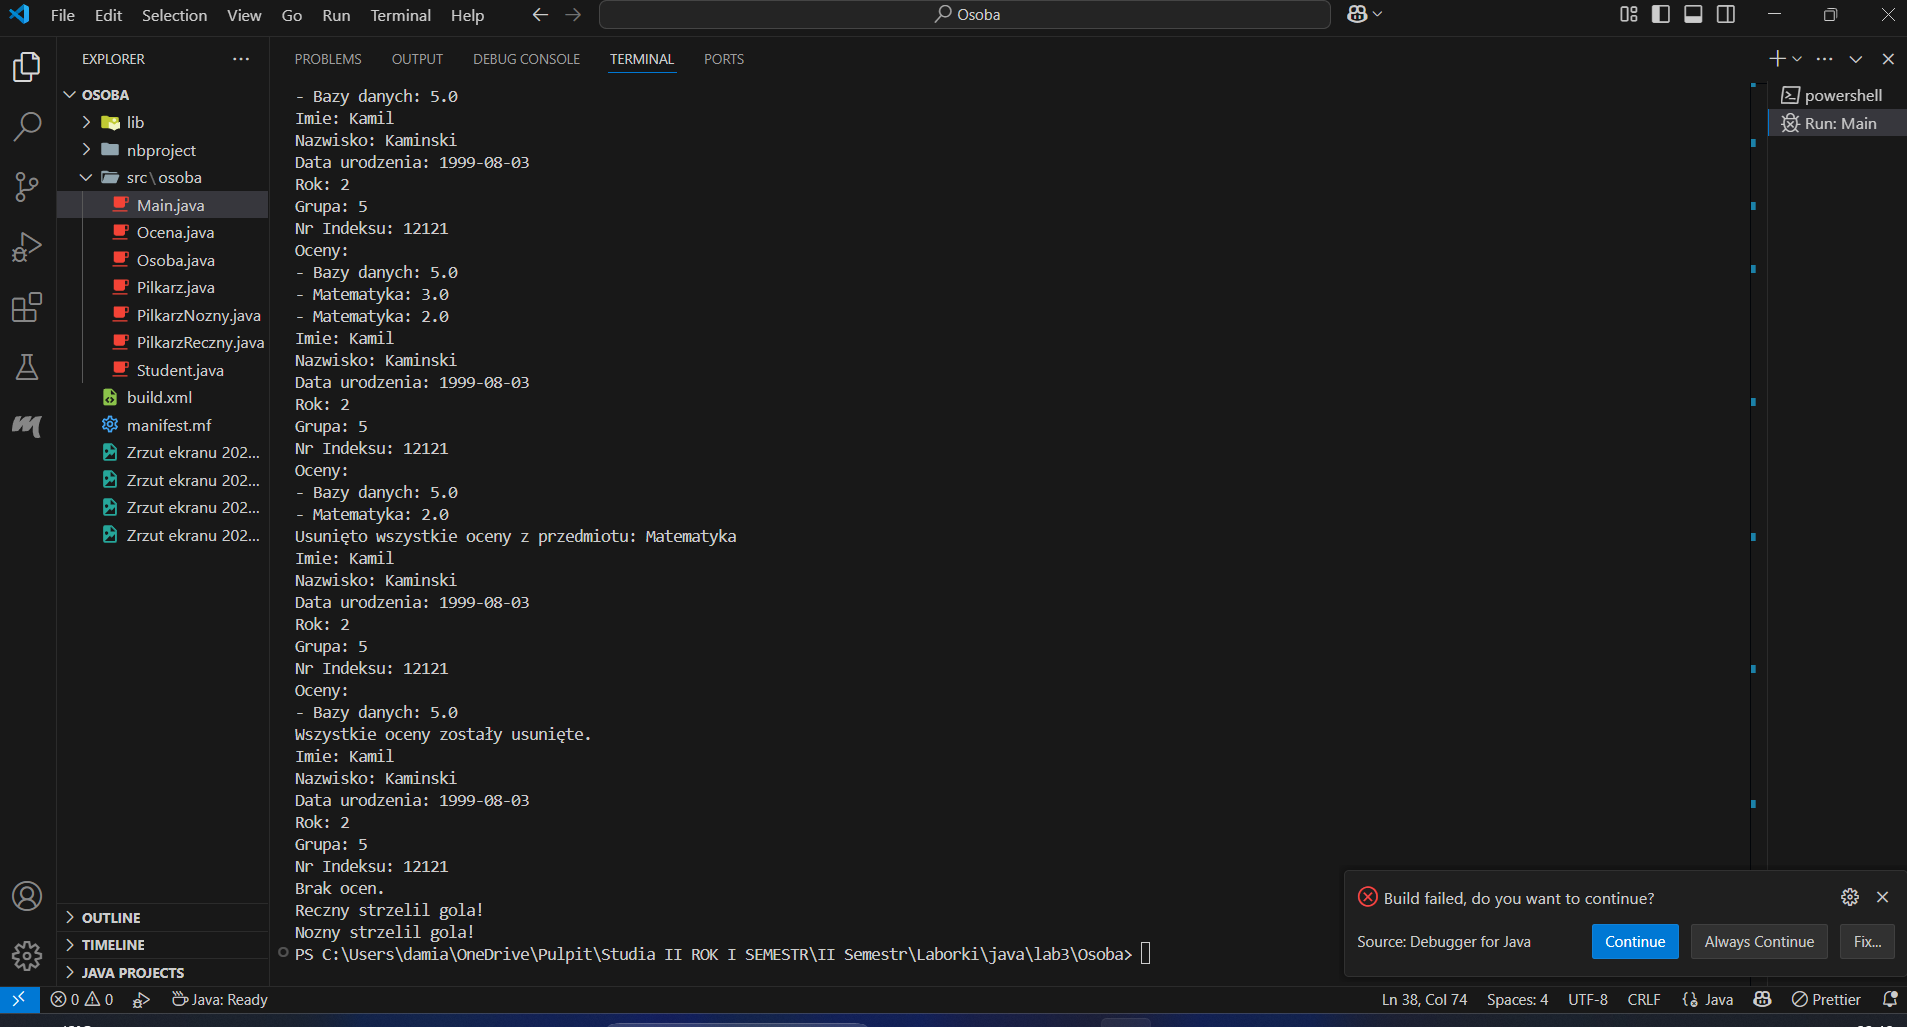 File Edit Selection View Go Run Terminal Help
Osoba
EXPLORER
OSOBA
lib
nbproject
src\osoba
Main.java
Ocena.java
Osoba.java
Pilkarz.java
PilkarzNozny.java
PilkarzReczny.java
Student.java
build.xml
manifest.mf
Zrzut ekranu 202...
Zrzut ekranu 202...
Zrzut ekranu 202...
Zrzut ekranu 202...
OUTLINE
TIMELINE
JAVA PROJECTS
PROBLEMS OUTPUT DEBUG CONSOLE TERMINAL PORTS
- Bazy danych: 5.0
Imie: Kamil
Nazwisko: Kaminski
Data urodzenia: 1999-08-03
Rok: 2
Grupa: 5
Nr Indeksu: 12121
Oceny:
- Bazy danych: 5.0
- Matematyka: 3.0
- Matematyka: 2.0
Imie: Kamil
Nazwisko: Kaminski
Data urodzenia: 1999-08-03
Rok: 2
Grupa: 5
Nr Indeksu: 12121
Oceny:
- Bazy danych: 5.0
- Matematyka: 2.0
Usunięto wszystkie oceny z przedmiotu: Matematyka
Imie: Kamil
Nazwisko: Kaminski
Data urodzenia: 1999-08-03
Rok: 2
Grupa: 5
Nr Indeksu: 12121
Oceny:
- Bazy danych: 5.0
Wszystkie oceny zostały usunięte.
Imie: Kamil
Nazwisko: Kaminski
Data urodzenia: 1999-08-03
Rok: 2
Grupa: 5
Nr Indeksu: 12121
Brak ocen.
Reczny strzelil gola!
Nozny strzelil gola!
PS C:\Users\damia\OneDrive\Pulpit\Studia II ROK I SEMESTR\II Semestr\Laborki\java\lab3\Osoba>
powershell
Run: Main
Build failed, do you want to continue?
Source: Debugger for Java
Continue
Always Continue
Fix...
0 0 Java: Ready
Ln 38, Col 74 Spaces: 4 UTF-8 CRLF Java Prettier